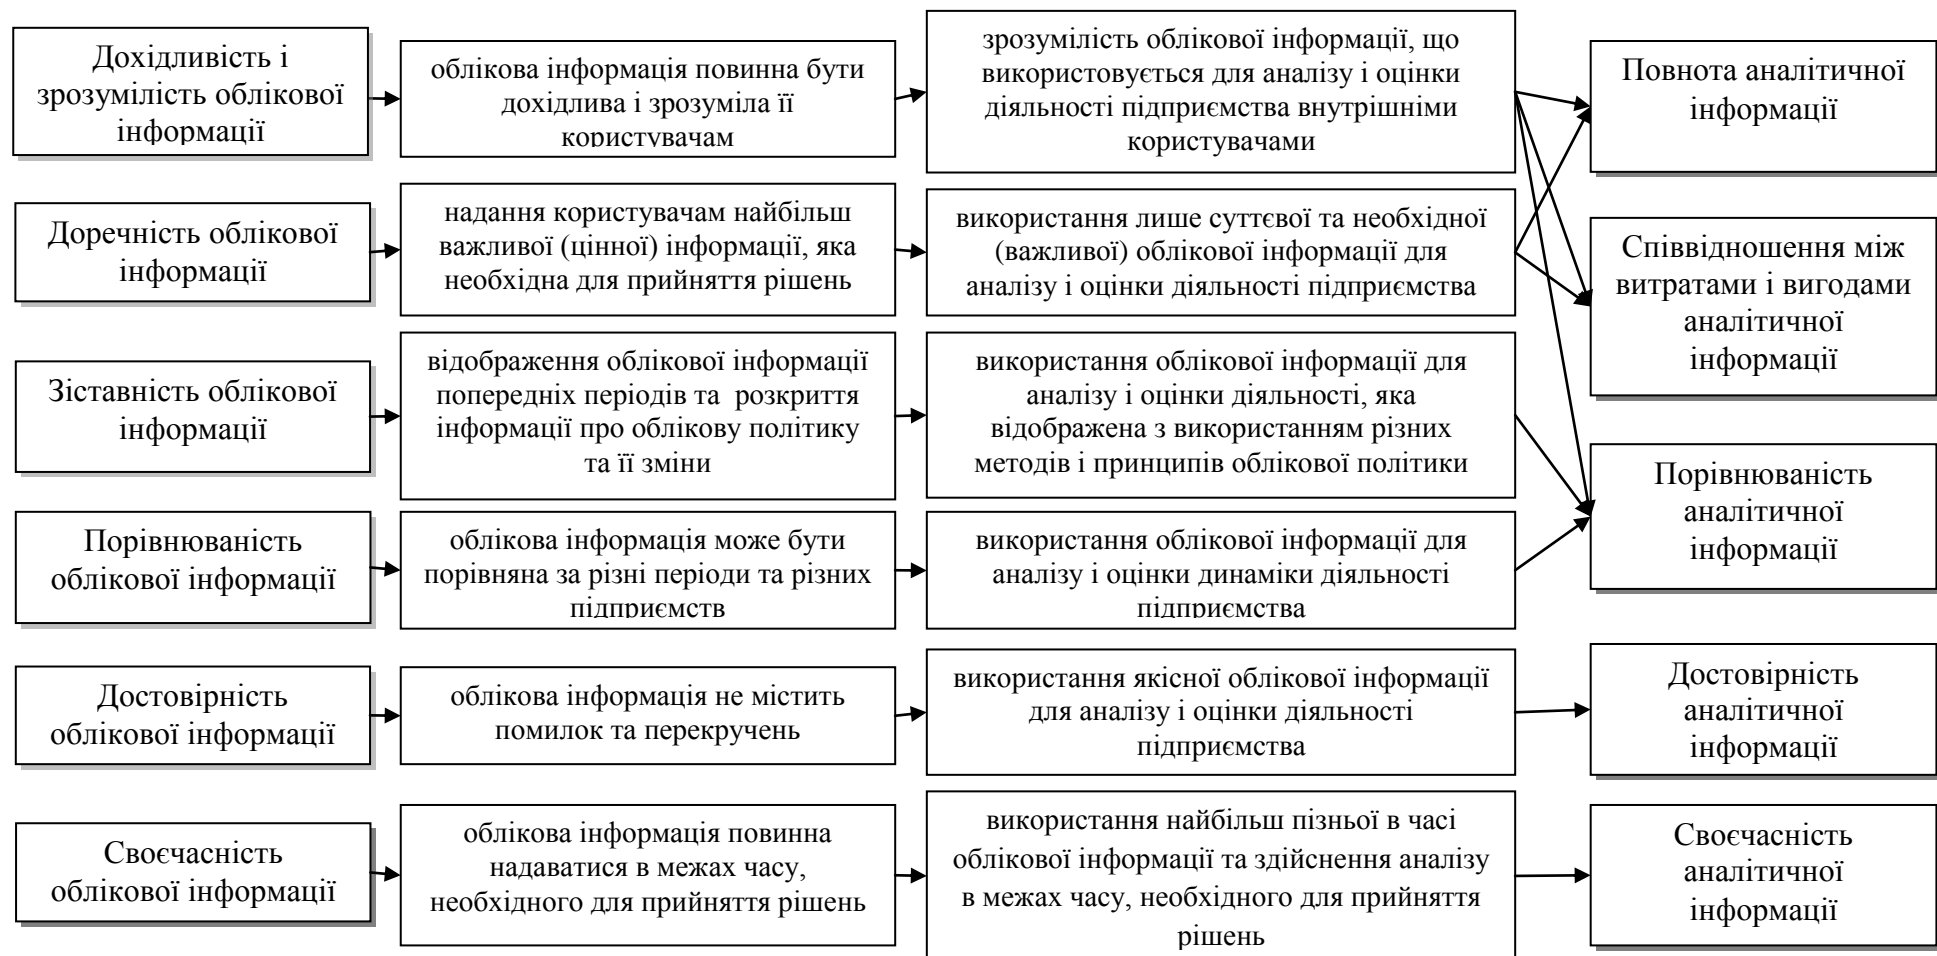 Дохідливість і
зрозумілість облікової
інформації
облікова інформація повинна бути
дохідлива і зрозуміла її
користувачам
зрозумілість облікової інформації, що
використовується для аналізу і оцінки
діяльності підприємства внутрішніми
користувачами
Повнота аналітичної
інформації
Доречність облікової
інформації
надання користувачам найбільш
важливої (цінної) інформації, яка
необхідна для прийняття рішень
використання лише суттєвої та необхідної
(важливої) облікової інформації для
аналізу і оцінки діяльності підприємства
Співвідношення між
витратами і вигодами
аналітичної
інформації
Зіставність облікової
інформації
відображення облікової інформації
попередніх періодів та розкриття
інформації про облікову політику
та її зміни
використання облікової інформації для
аналізу і оцінки діяльності, яка
відображена з використанням різних
методів і принципів облікової політики
Порівнюваність
аналітичної
інформації
Порівнюваність
облікової інформації
облікова інформація може бути
порівняна за різні періоди та різних
підприємств
використання облікової інформації для
аналізу і оцінки динаміки діяльності
підприємства
Достовірність
облікової інформації
облікова інформація не містить
помилок та перекручень
використання якісної облікової інформації
для аналізу і оцінки діяльності
підприємства
Достовірність
аналітичної
інформації
Своєчасність
облікової інформації
облікова інформація повинна
надаватися в межах часу,
необхідного для прийняття рішень
використання найбільш пізньої в часі
облікової інформації та здійснення аналізу
в межах часу, необхідного для прийняття
рішень
Своєчасність
аналітичної
інформації